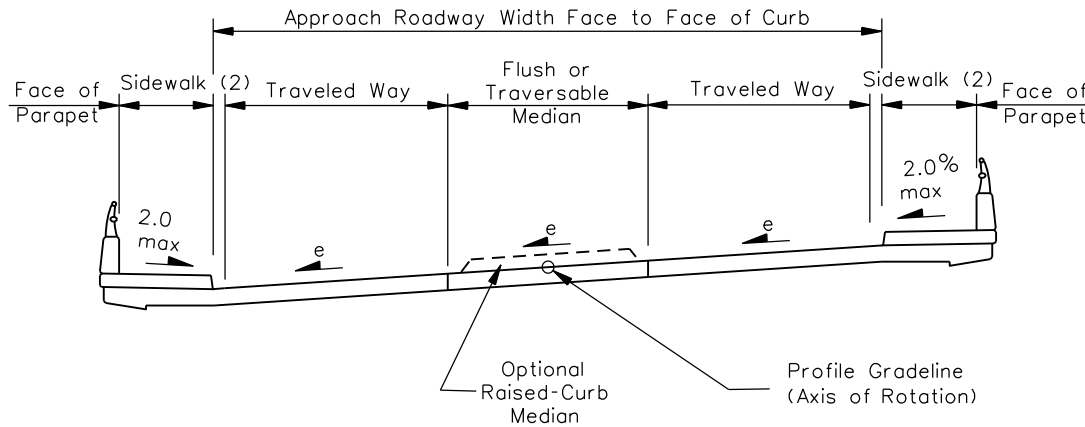 Approach Roadway Width Face to Face of Curb
Face of
Parapet
Sidewalk (2)
Traveled Way
Flush or
Traversable
Median
Traveled Way
Sidewalk (2)
Face of
Parapet
2.0
max
e
e
e
2.0%
max
Optional
Raised-Curb
Median
Profile Gradeline
(Axis of Rotation)